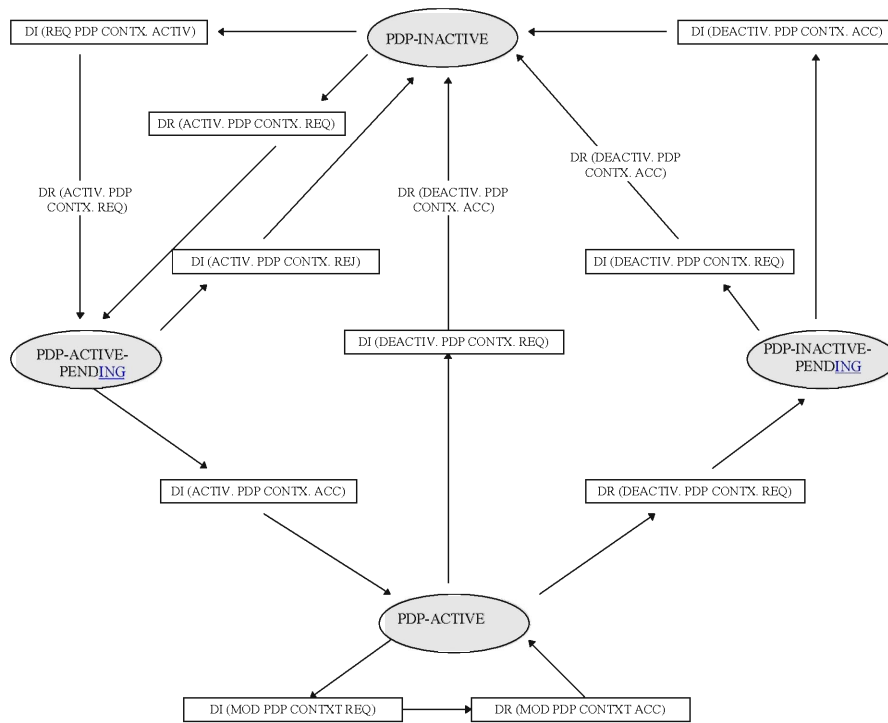 DI (REQ PDP CONTX. ACTIV)
PDP-INACTIVE
DI (DEACTIV. PDP CONTX. ACC)
DR (ACTIV. PDP CONTX. REQ)
DR (DEACTIV. PDP
CONTX. ACC)
DR (ACTIV. PDP
CONTX. REQ)
DR (DEACTIV. PDP
CONTX. ACC)
DI (ACTIV. PDP CONTX. REJ)
DI (DEACTIV. PDP CONTX. REQ)
DI (DEACTIV. PDP CONTX. REQ)
PDP-ACTIVE-
PENDING
PDP-INACTIVE-
PENDING
DI (ACTIV. PDP CONTX. ACC)
DR (DEACTIV. PDP CONTX. REQ)
PDP-ACTIVE
DI (MOD PDP CONTXT REQ)
DR (MOD PDP CONTXT ACC)